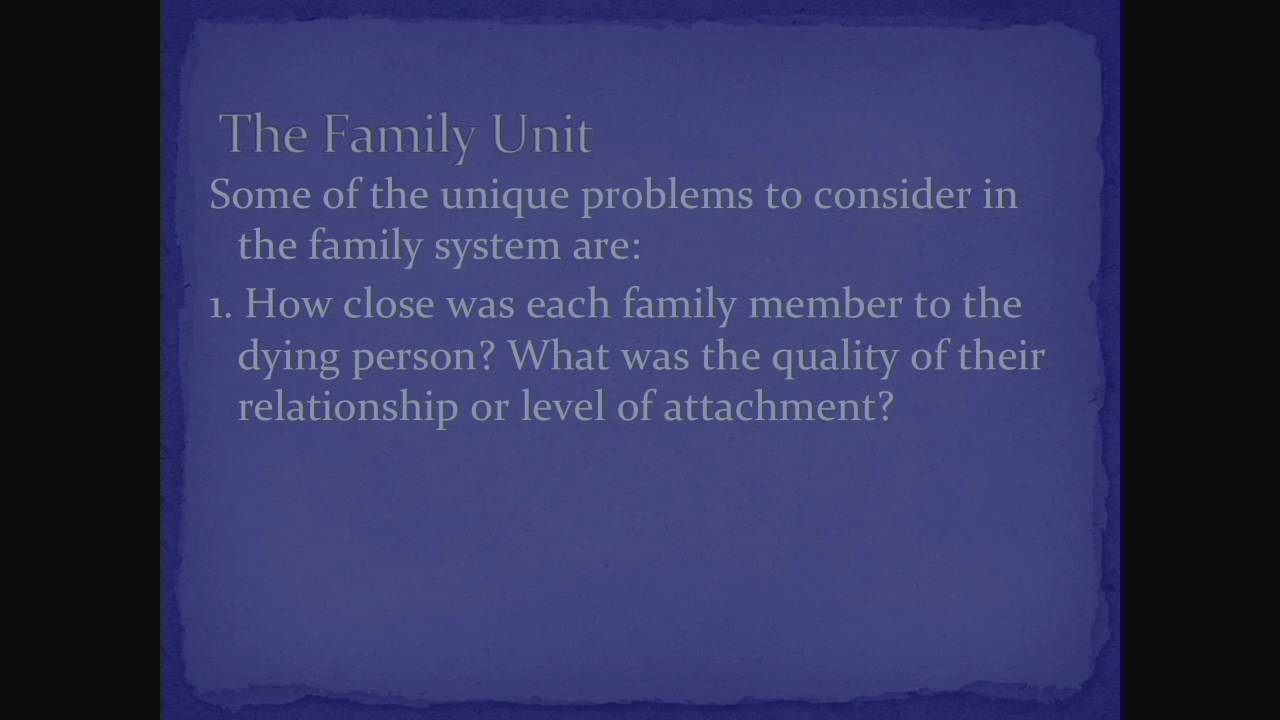 The Family Unit
Some of the unique problems to consider in
the family system are:
1. How close was each family member to the
dying person? What was the quality of their
relationship or level of attachment?